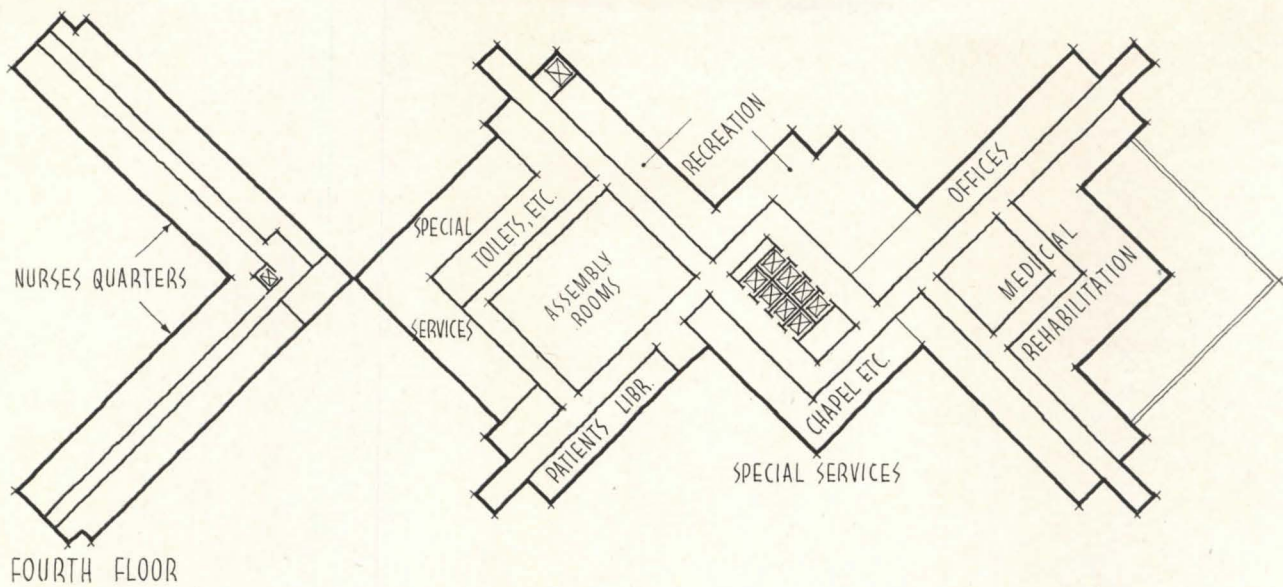 RECREATION
OFFICES
SPECIAL
TOILETS, ETC.
NURSES QUARTERS
ASSEMBLY
ROOMS
MEDICAL
REHABILITATION
SERVICES
PATIENTS LIBR.
CHAPEL ETC.
SPECIAL SERVICES
FOURTH FLOOR